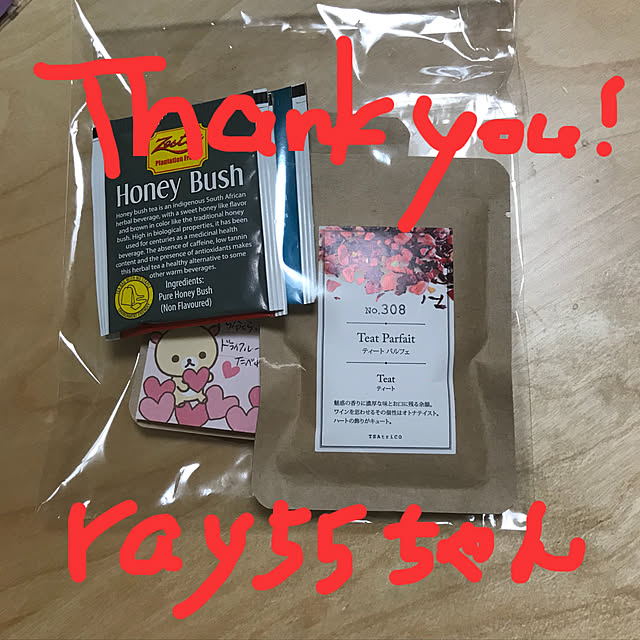 Thank you!
Zesta
Plantation Fresh
Honey Bush
Honey bush tea is an indigenous South African
herbal beverage, with a sweet honey like flavor
and brown in color like the traditional honey
bush. High in biological properties, it has been
used for centuries as a medicinal health
beverage. The absence of caffeine, low tannin
content and the presence of antioxidants makes
this herbal tea a healthy alternative to some
other warm beverages.
Ingredients:
Pure Honey Bush
(Non Flavoured)
No.308
Teat Parfait
ティート パルフェ
Teat
ティート
魅惑の香りに濃厚な味とお口に残る余韻。
ワインを思わせるその個性はオトナテイスト。
ハートの飾りがキュート。
TEAtriCO
ray55ちゃん